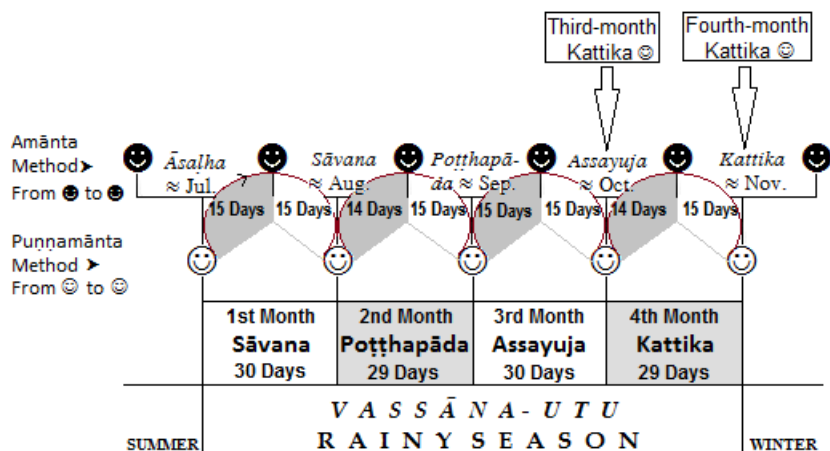 Third-month
Kattika ☺
Fourth-month
Kattika ☺
Amānta
Method➤
From ☻ to ☻
Āsaḷha
≈ Jul.
Sāvana
≈ Aug.
Poṭṭhapā-
da ≈ Sep.
Assayuja
≈ Oct.
Kattika
≈ Nov.
15 Days
15 Days
14 Days
15 Days
15 Days
15 Days
14 Days
15 Days
Puṇṇamānta
Method ➤
From ☺ to ☺
1st Month
Sāvana
30 Days
2nd Month
Poṭṭhapāda
29 Days
3rd Month
Assayuja
30 Days
4th Month
Kattika
29 Days
VASSĀNA-UTU
SUMMER
RAINY SEASON
WINTER